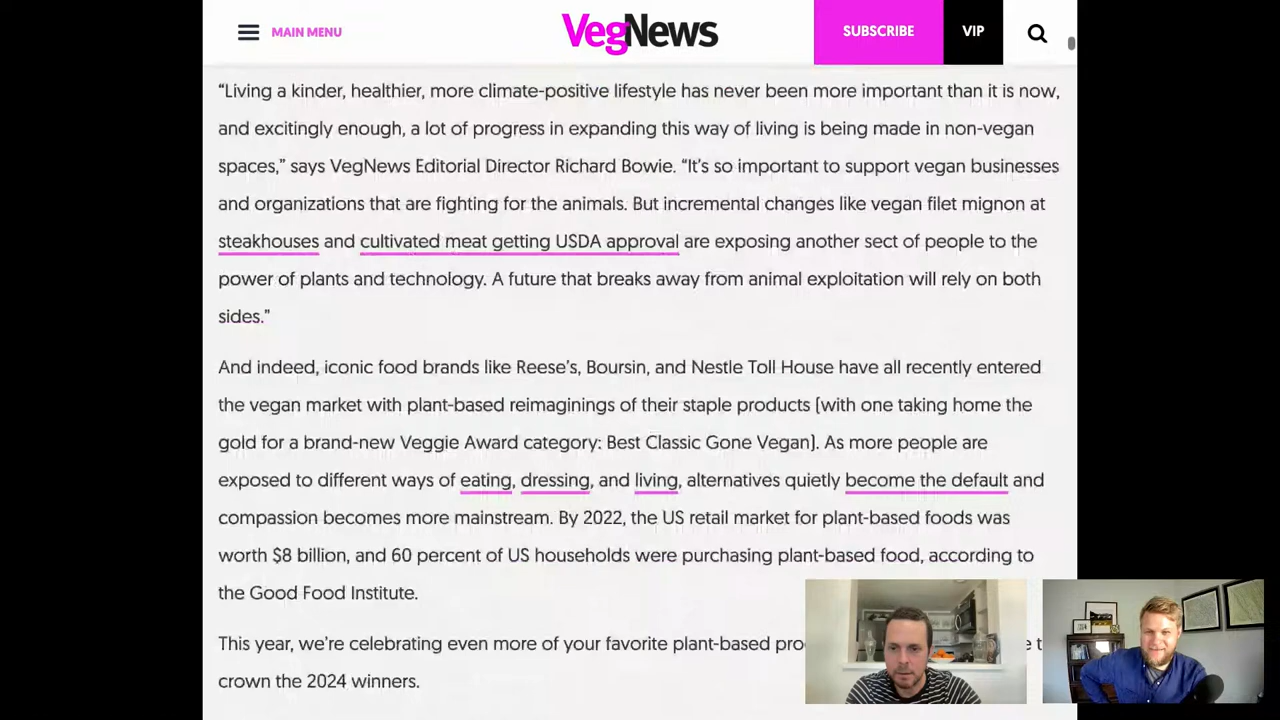 MAIN MENU
VegNews
SUBSCRIBE
VIP
“Living a kinder, healthier, more climate-positive lifestyle has never been more important than it is now,
and excitingly enough, a lot of progress in expanding this way of living is being made in non-vegan
spaces,” says VegNews Editorial Director Richard Bowie. “It’s so important to support vegan businesses
and organizations that are fighting for the animals. But incremental changes like vegan filet mignon at
steakhouses and cultivated meat getting USDA approval are exposing another sect of people to the
power of plants and technology. A future that breaks away from animal exploitation will rely on both
sides.”
And indeed, iconic food brands like Reese’s, Boursin, and Nestle Toll House have all recently entered
the vegan market with plant-based reimaginings of their staple products (with one taking home the
gold for a brand-new Veggie Award category: Best Classic Gone Vegan). As more people are
exposed to different ways of eating, dressing, and living, alternatives quietly become the default and
compassion becomes more mainstream. By 2022, the US retail market for plant-based foods was
worth $8 billion, and 60 percent of US households were purchasing plant-based food, according to
the Good Food Institute.
This year, we’re celebrating even more of your favorite plant-based
crown the 2024 winners.